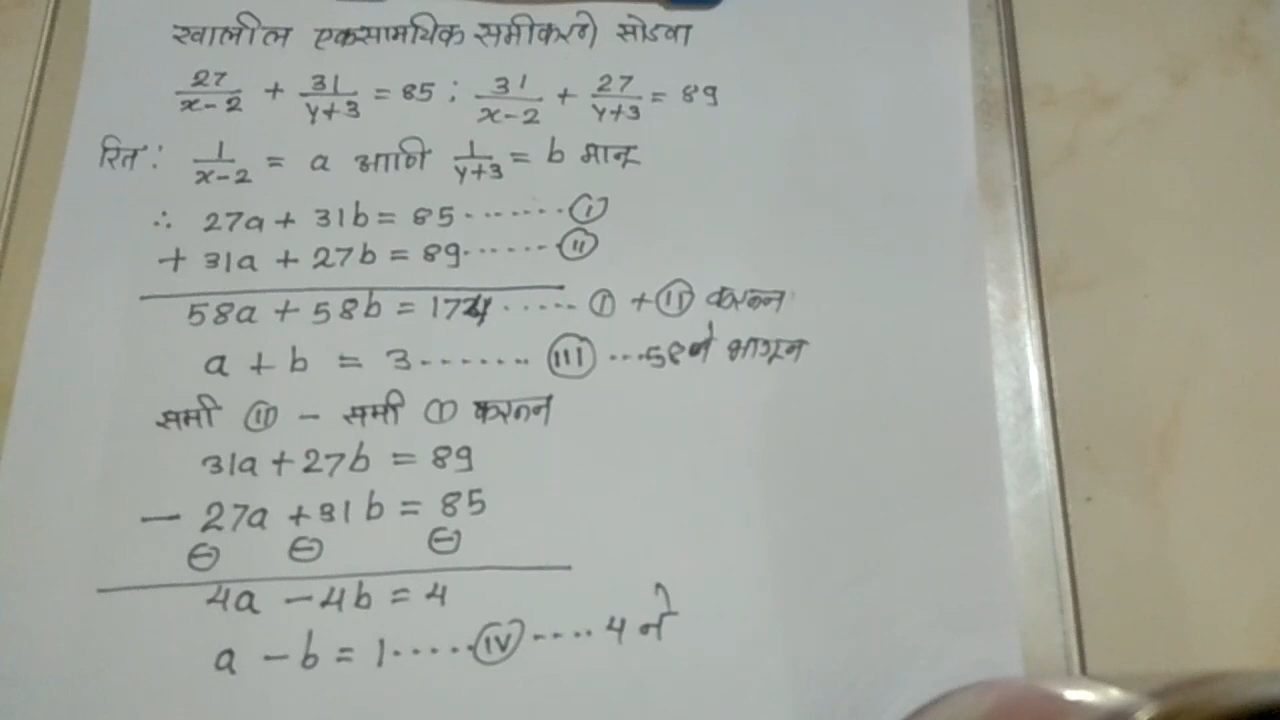 खालील एकसामयिक समीकरणे सोडवा
27/x-2 + 31/y+3 = 85 ; 31/x-2 + 27/y+3 = 89
रित: 1/x-2 = a आणि 1/y+3 = b मानू
∴ 27a + 31b = 85 ....... (I)
+ 31a + 27b = 89 ...... (II)
58a + 58b = 174 ..... (I) + (II) करून
a + b = 3 ....... (III) ... 58 ने भागून
समी (II) - समी (I) करून
31a + 27b = 89
- 27a + 31b = 85
(-) (-) (-)
4a - 4b = 4
a - b = 1 ..... (IV) .... 4 ने